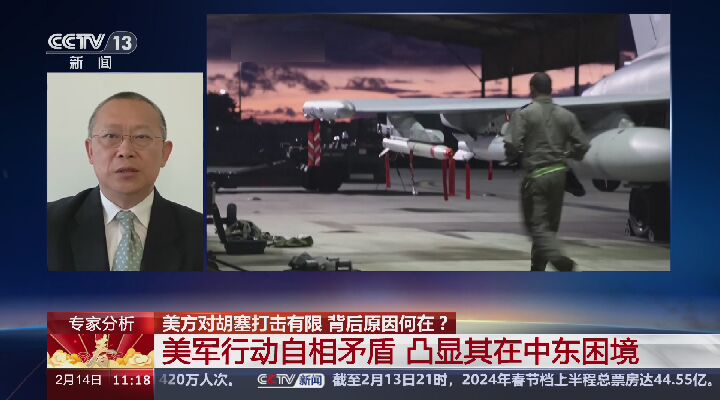 CCTV 13
新闻
专家分析
美方对胡塞打击有限 背后原因何在？
美军行动自相矛盾 凸显其在中东困境
春
2月14日 11:18 420万人次。 CCTV新闻 截至2月13日21时，2024年春节档上半程总票房达44.55亿。